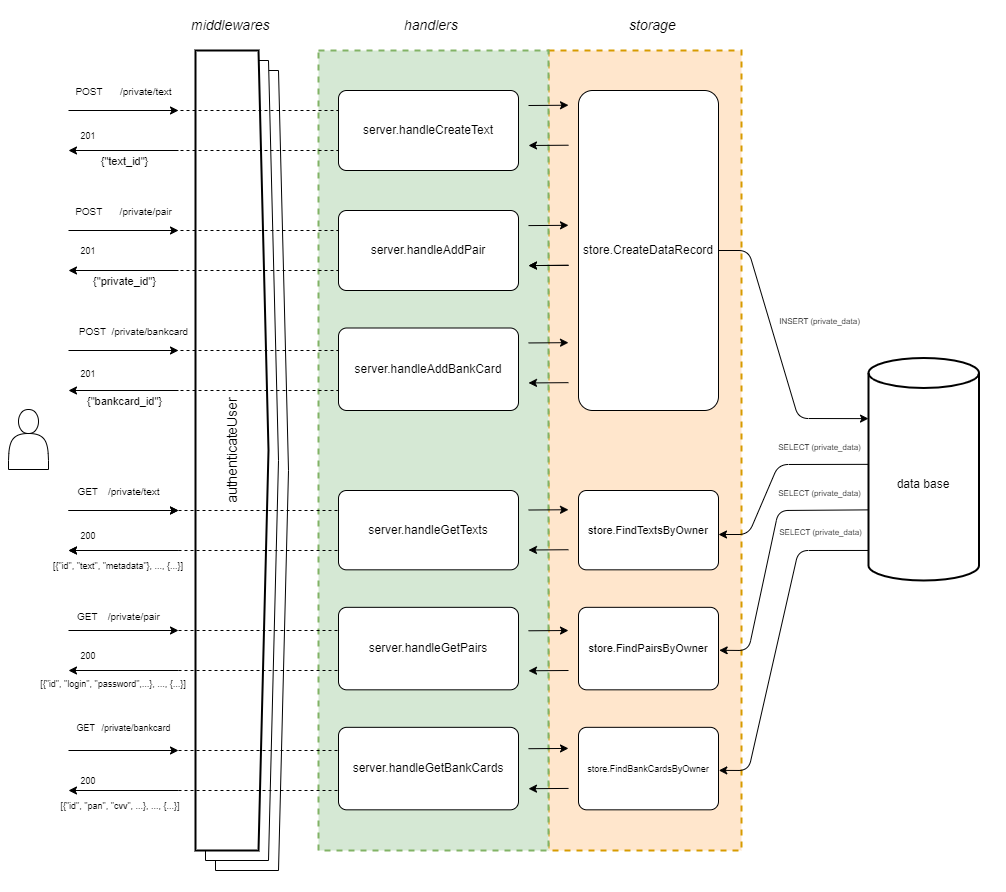 middlewares
handlers
storage
POST /private/text
201
{"text_id"}
server.handleCreateText
POST /private/pair
201
{"private_id"}
server.handleAddPair
store.CreateDataRecord
POST /private/bankcard
201
{"bankcard_id"}
server.handleAddBankCard
INSERT (private_data)
authenticateUser
SELECT (private_data)
SELECT (private_data)
SELECT (private_data)
data base
GET /private/text
200
[{"id", "text", "metadata"}, ..., {...}]
server.handleGetTexts
store.FindTextsByOwner
GET /private/pair
200
[{"id", "login", "password",...}, ..., {...}]
server.handleGetPairs
store.FindPairsByOwner
GET /private/bankcard
200
[{"id", "pan", "cvv", ...}, ..., {...}]
server.handleGetBankCards
store.FindBankCardsByOwner